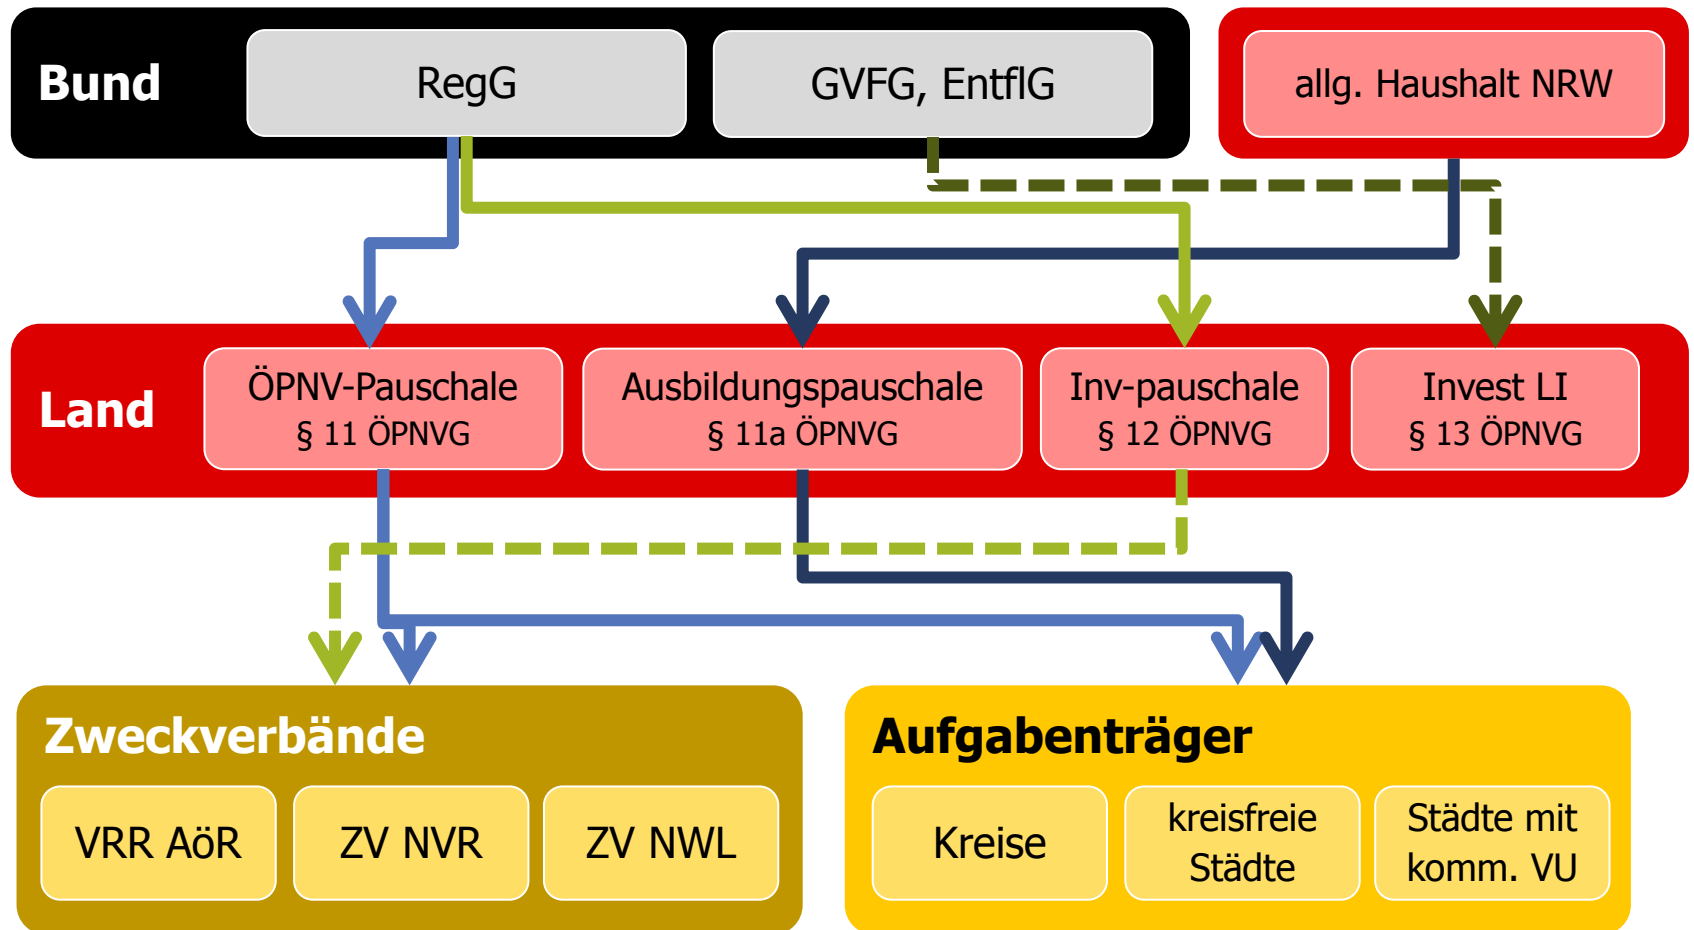 Bund
RegG
GVFG, EntflG
allg. Haushalt NRW
Land
ÖPNV-Pauschale
§ 11 ÖPNVG
Ausbildungspauschale
§ 11a ÖPNVG
Inv-pauschale
§ 12 ÖPNVG
Invest LI
§ 13 ÖPNVG
Zweckverbände
VRR AöR
ZV NVR
ZV NWL
Aufgabenträger
Kreise
kreisfreie
Städte
Städte mit
komm. VU